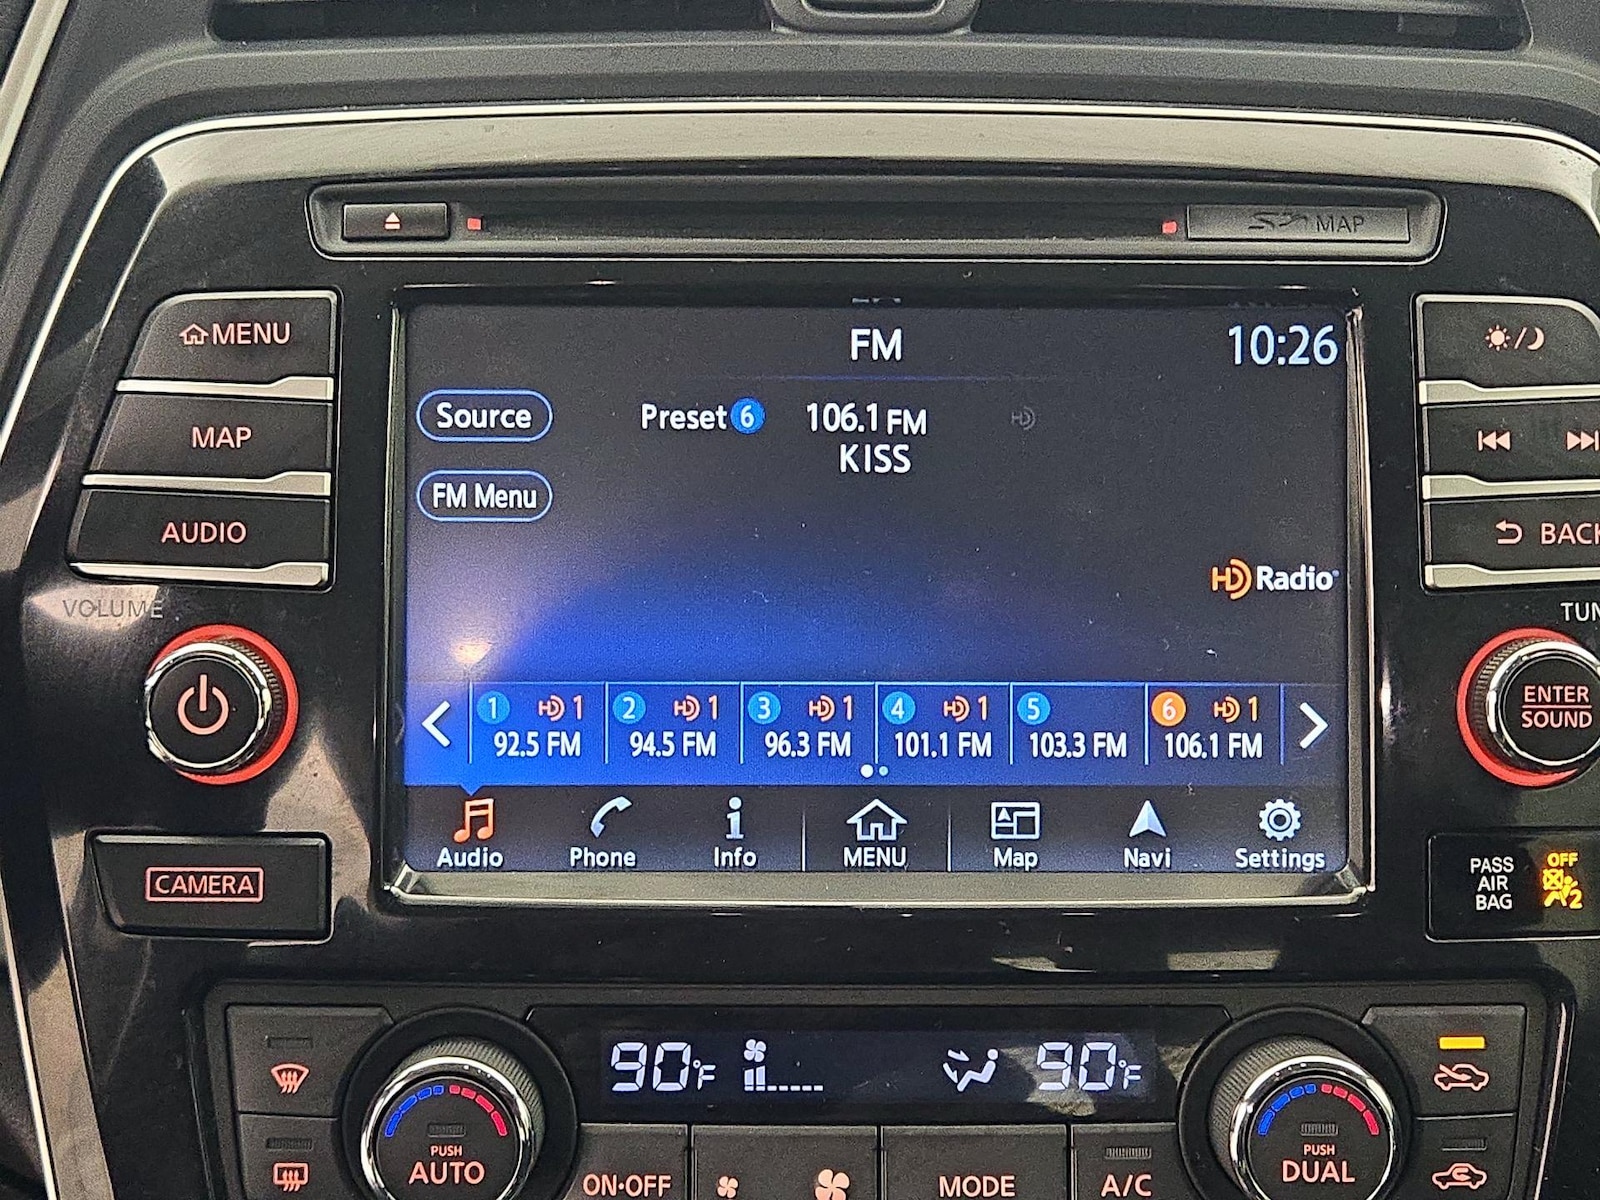 MAP
MENU
FM
10:26
MAP
Source
Preset 6
106.1 FM
KISS
FM Menu
BACK
AUDIO
HD Radio
VOLUME
TUN
1 HD 1
92.5 FM
2 HD 1
94.5 FM
3 HD 1
96.3 FM
4 HD 1
101.1 FM
5
103.3 FM
6 HD 1
106.1 FM
ENTER
SOUND
Audio
Phone
Info
MENU
Map
Navi
Settings
CAMERA
PASS
AIR
BAG
OFF
2
90°F
90°F
PUSH
AUTO
ON•OFF
MODE
A/C
PUSH
DUAL